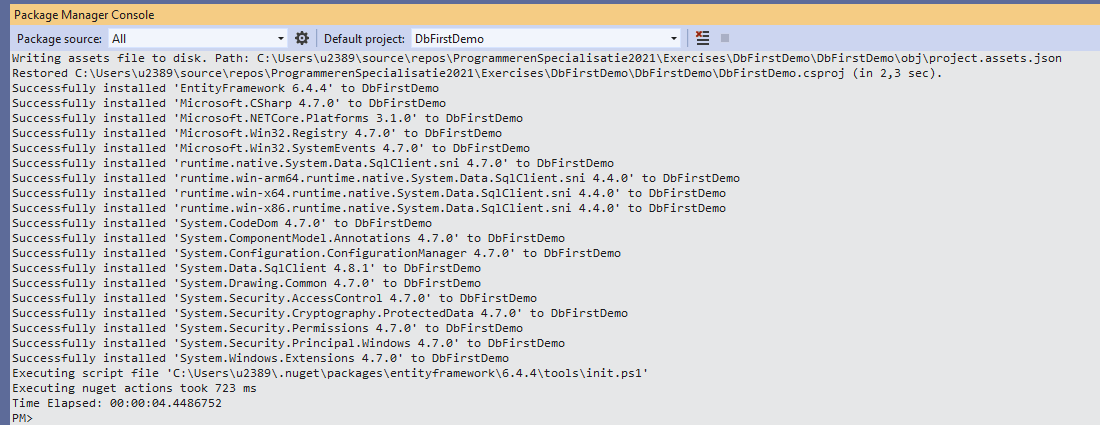 Package Manager Console
Package source: All Default project: DbFirstDemo
Writing assets file to disk. Path: C:\Users\u2389\source\repos\ProgrammerenSpecialisatie2021\Exercises\DbFirstDemo\DbFirstDemo\obj\project.assets.json
Restored C:\Users\u2389\source\repos\ProgrammerenSpecialisatie2021\Exercises\DbFirstDemo\DbFirstDemo\DbFirstDemo.csproj (in 2,3 sec).
Successfully installed 'EntityFramework 6.4.4' to DbFirstDemo
Successfully installed 'Microsoft.CSharp 4.7.0' to DbFirstDemo
Successfully installed 'Microsoft.NETCore.Platforms 3.1.0' to DbFirstDemo
Successfully installed 'Microsoft.Win32.Registry 4.7.0' to DbFirstDemo
Successfully installed 'Microsoft.Win32.SystemEvents 4.7.0' to DbFirstDemo
Successfully installed 'runtime.native.System.Data.SqlClient.sni 4.7.0' to DbFirstDemo
Successfully installed 'runtime.win-arm64.runtime.native.System.Data.SqlClient.sni 4.4.0' to DbFirstDemo
Successfully installed 'runtime.win-x64.runtime.native.System.Data.SqlClient.sni 4.4.0' to DbFirstDemo
Successfully installed 'runtime.win-x86.runtime.native.System.Data.SqlClient.sni 4.4.0' to DbFirstDemo
Successfully installed 'System.CodeDom 4.7.0' to DbFirstDemo
Successfully installed 'System.ComponentModel.Annotations 4.7.0' to DbFirstDemo
Successfully installed 'System.Configuration.ConfigurationManager 4.7.0' to DbFirstDemo
Successfully installed 'System.Data.SqlClient 4.8.1' to DbFirstDemo
Successfully installed 'System.Drawing.Common 4.7.0' to DbFirstDemo
Successfully installed 'System.Security.AccessControl 4.7.0' to DbFirstDemo
Successfully installed 'System.Security.Cryptography.ProtectedData 4.7.0' to DbFirstDemo
Successfully installed 'System.Security.Permissions 4.7.0' to DbFirstDemo
Successfully installed 'System.Security.Principal.Windows 4.7.0' to DbFirstDemo
Successfully installed 'System.Windows.Extensions 4.7.0' to DbFirstDemo
Executing script file 'C:\Users\u2389\.nuget\packages\entityframework\6.4.4\tools\init.ps1'
Executing nuget actions took 723 ms
Time Elapsed: 00:00:04.4486752
PM>